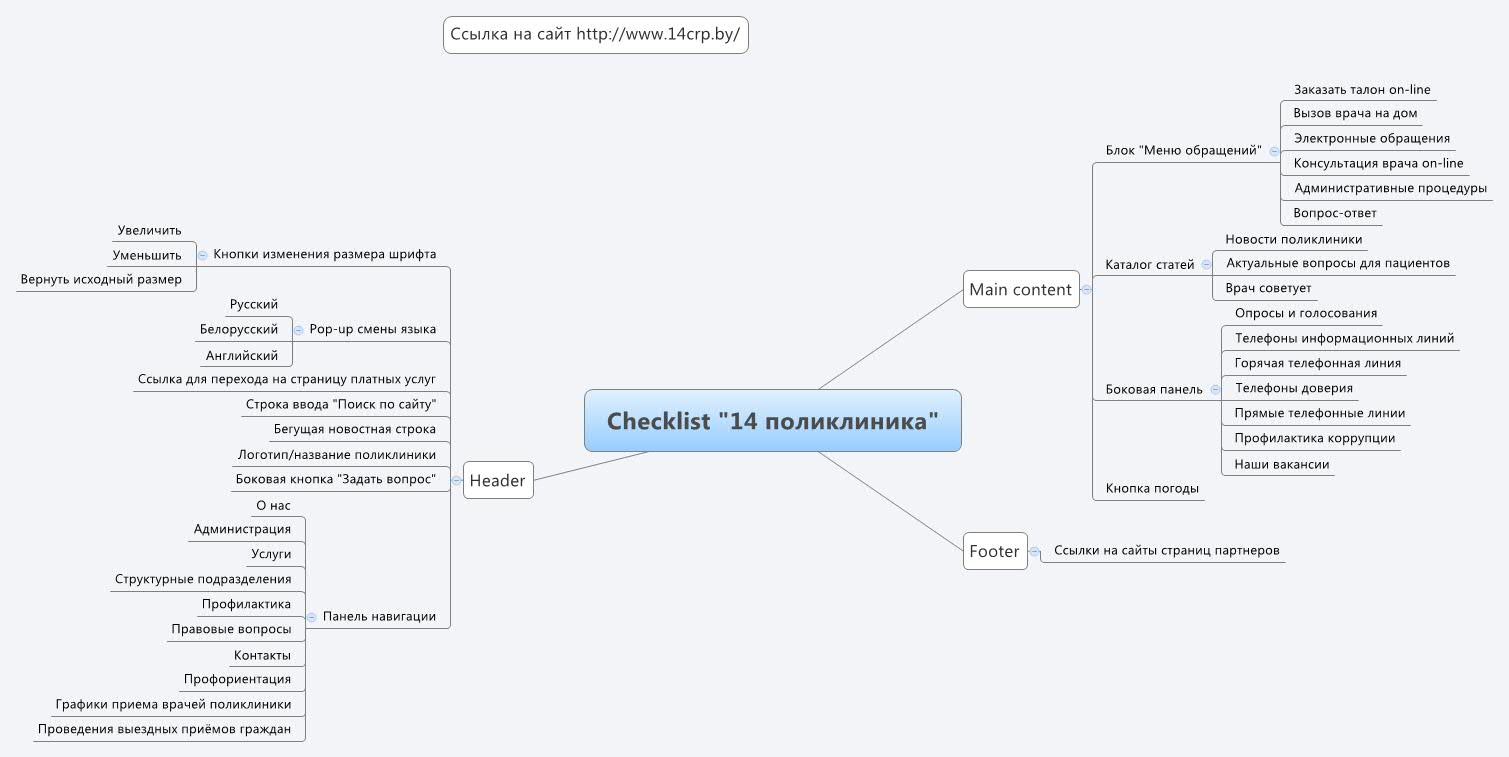 Ссылка на сайт http://www.14crp.by/
Checklist "14 поликлиника"
Main content
Блок "Меню обращений"
Заказать талон on-line
Вызов врача на дом
Электронные обращения
Консультация врача on-line
Административные процедуры
Вопрос-ответ
Каталог статей
Новости поликлиники
Актуальные вопросы для пациентов
Врач советует
Боковая панель
Опросы и голосования
Телефоны информационных линий
Горячая телефонная линия
Телефоны доверия
Прямые телефонные линии
Профилактика коррупции
Наши вакансии
Кнопка погоды
Footer
Ссылки на сайты страниц партнеров
Header
Кнопки изменения размера шрифта
Увеличить
Уменьшить
Вернуть исходный размер
Pop-up смены языка
Русский
Белорусский
Английский
Ссылка для перехода на страницу платных услуг
Строка ввода "Поиск по сайту"
Бегущая новостная строка
Логотип/название поликлиники
Боковая кнопка "Задать вопрос"
Панель навигации
О нас
Администрация
Услуги
Структурные подразделения
Профилактика
Правовые вопросы
Контакты
Профориентация
Графики приема врачей поликлиники
Проведения выездных приёмов граждан